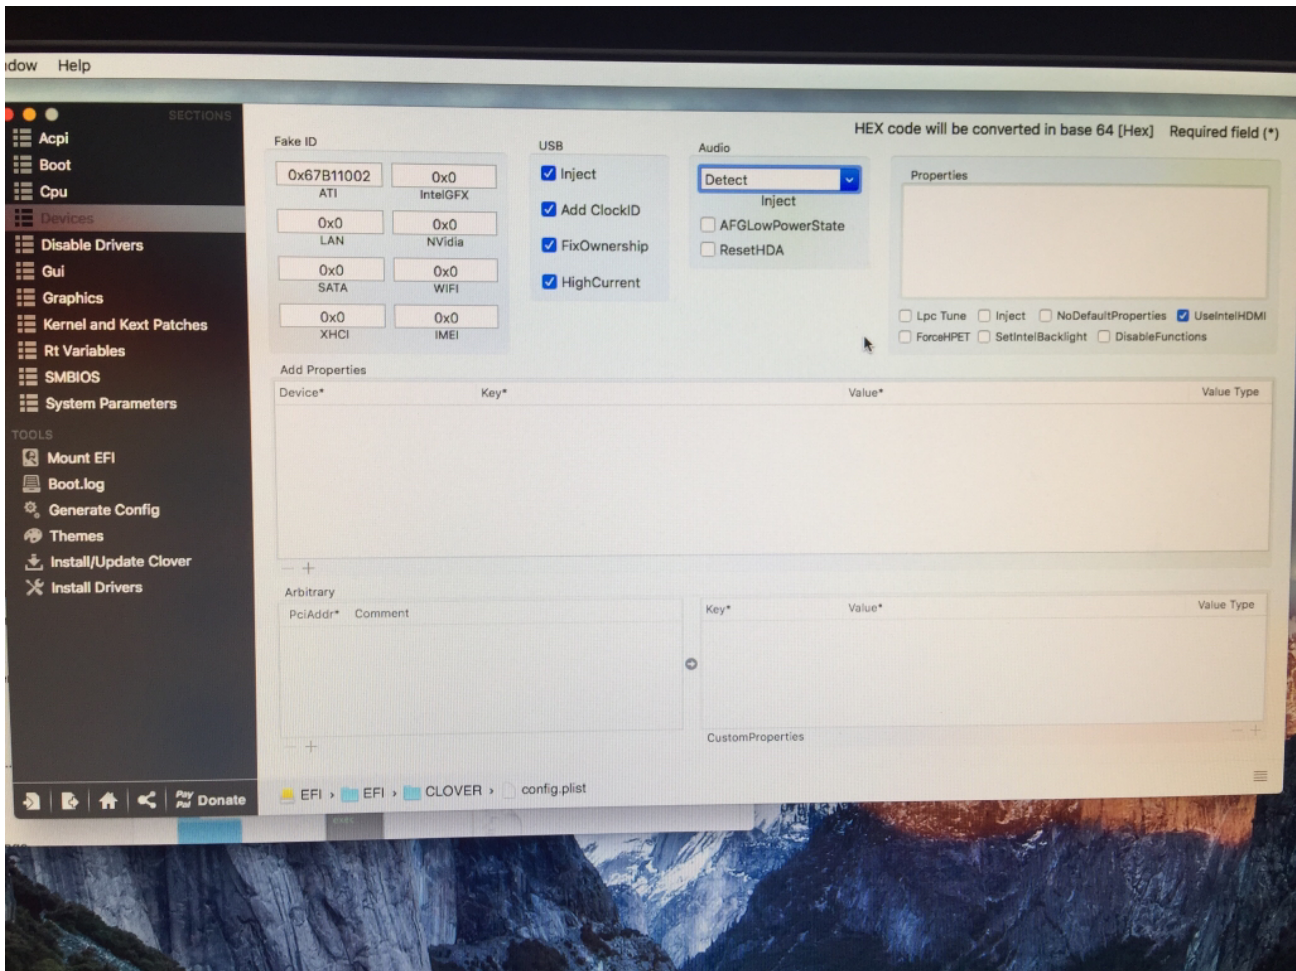 dow Help
SECTIONS
Acpi
Boot
Cpu
Devices
Disable Drivers
Gui
Graphics
Kernel and Kext Patches
Rt Variables
SMBIOS
System Parameters
TOOLS
Mount EFI
Boot.log
Generate Config
Themes
Install/Update Clover
Install Drivers
Pay Pal Donate
HEX code will be converted in base 64 [Hex] Required field (*)
Fake ID
0x67B11002 0x0
ATI IntelGFX
0x0 0x0
LAN NVidia
0x0 0x0
SATA WIFI
0x0 0x0
XHCI IMEI
USB
Inject
Add ClockID
FixOwnership
HighCurrent
Audio
Detect
Inject
AFGLowPowerState
ResetHDA
Properties
Lpc Tune Inject NoDefaultProperties UseIntelHDMI
ForceHPET SetIntelBacklight DisableFunctions
Add Properties
Device* Key* Value* Value Type
Arbitrary
PciAddr* Comment
Key* Value* Value Type
CustomProperties
EFI › EFI › CLOVER › config.plist
exec